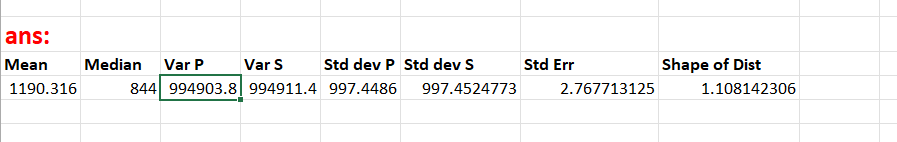 ans:
Mean Median Var P Var S Std dev P Std dev S Std Err Shape of Dist
1190.316 844 994903.8 994911.4 997.4486 997.4524773 2.767713125 1.108142306